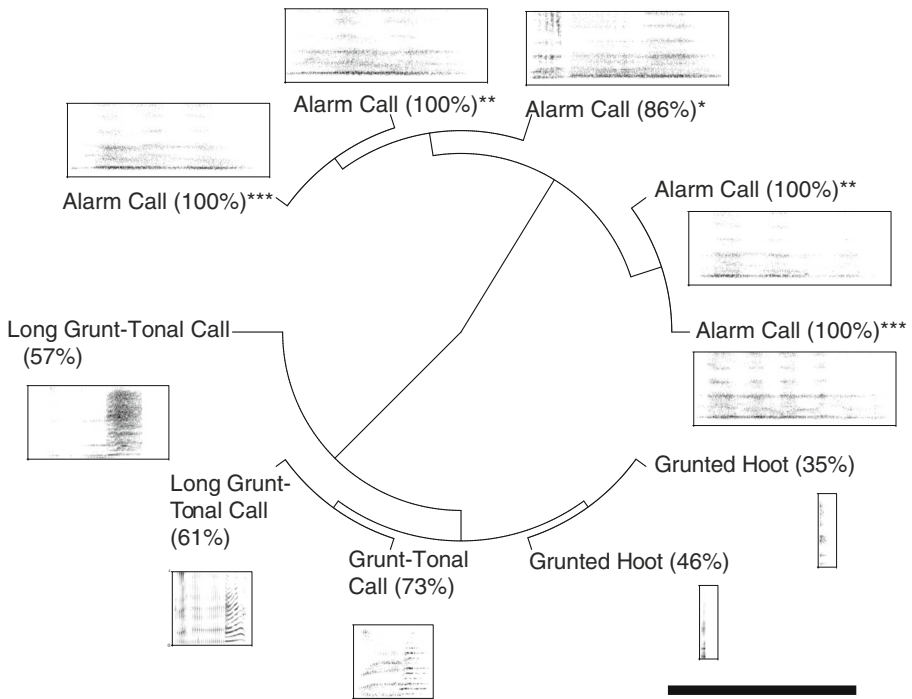 Alarm Call (100%)**
Alarm Call (86%)*
Alarm Call (100%)***
Alarm Call (100%)**
Long Grunt-Tonal Call
(57%)
Alarm Call (100%)***
Grunted Hoot (35%)
Long Grunt-
Tonal Call
(61%)
Grunt-Tonal
Call (73%)
Grunted Hoot (46%)